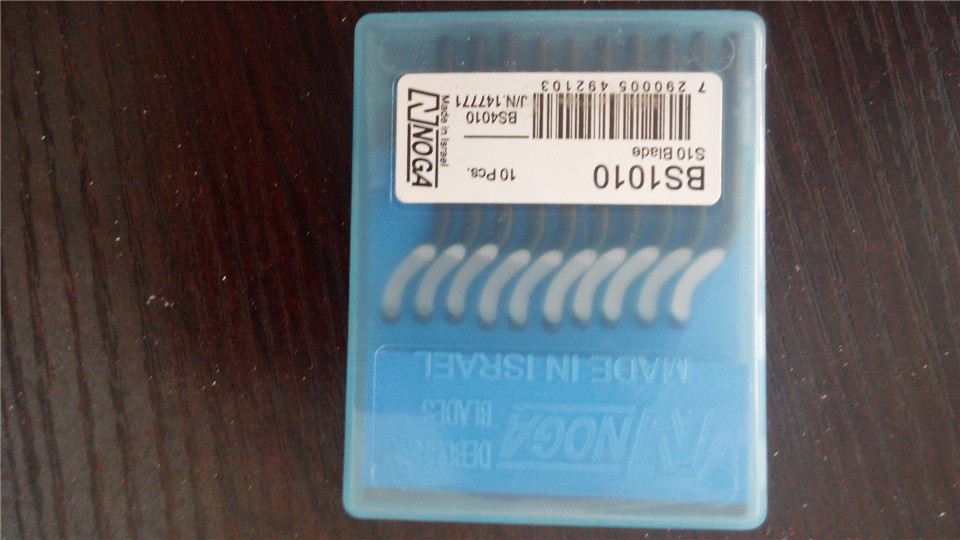 BS1010
10 Pcs.
S10 Blade
BS4010
J/N.147771
7 290005 492103
NOGA
Made in Israel
MADE IN ISRAEL
NOGA
BLADES